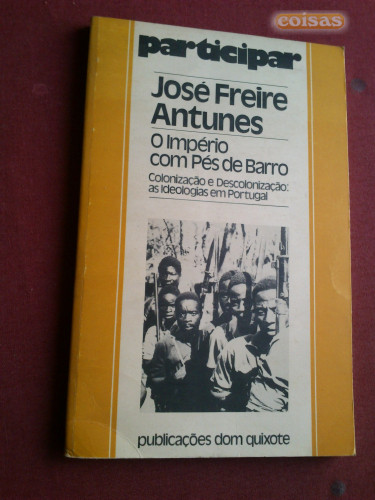 coisas
participar
José Freire
Antunes
O Império
com Pés de Barro
Colonização e Descolonização:
as Ideologias em Portugal
publicações dom quixote